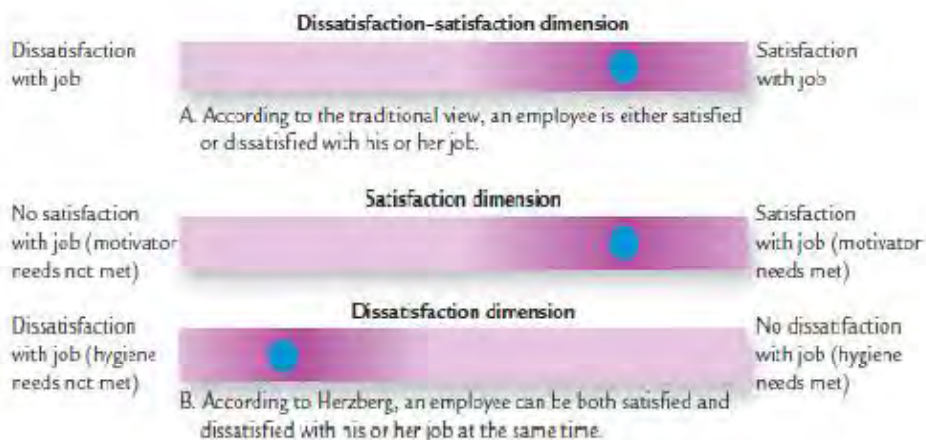 Dissatisfaction–satisfaction dimension
Dissatisfaction
with job
Satisfaction
with job
A. According to the traditional view, an employee is either satisfied
or dissatisfied with his or her job.
Satisfaction dimension
No satisfaction
with job (motivator
needs not met)
Satisfaction
with job (motivator
needs met)
Dissatisfaction dimension
Dissatisfaction
with job (hygiene
needs not met)
No dissatifaction
with job (hygiene
needs met)
B. According to Herzberg, an employee can be both satisfied and
dissatisfied with his or her job at the same time.